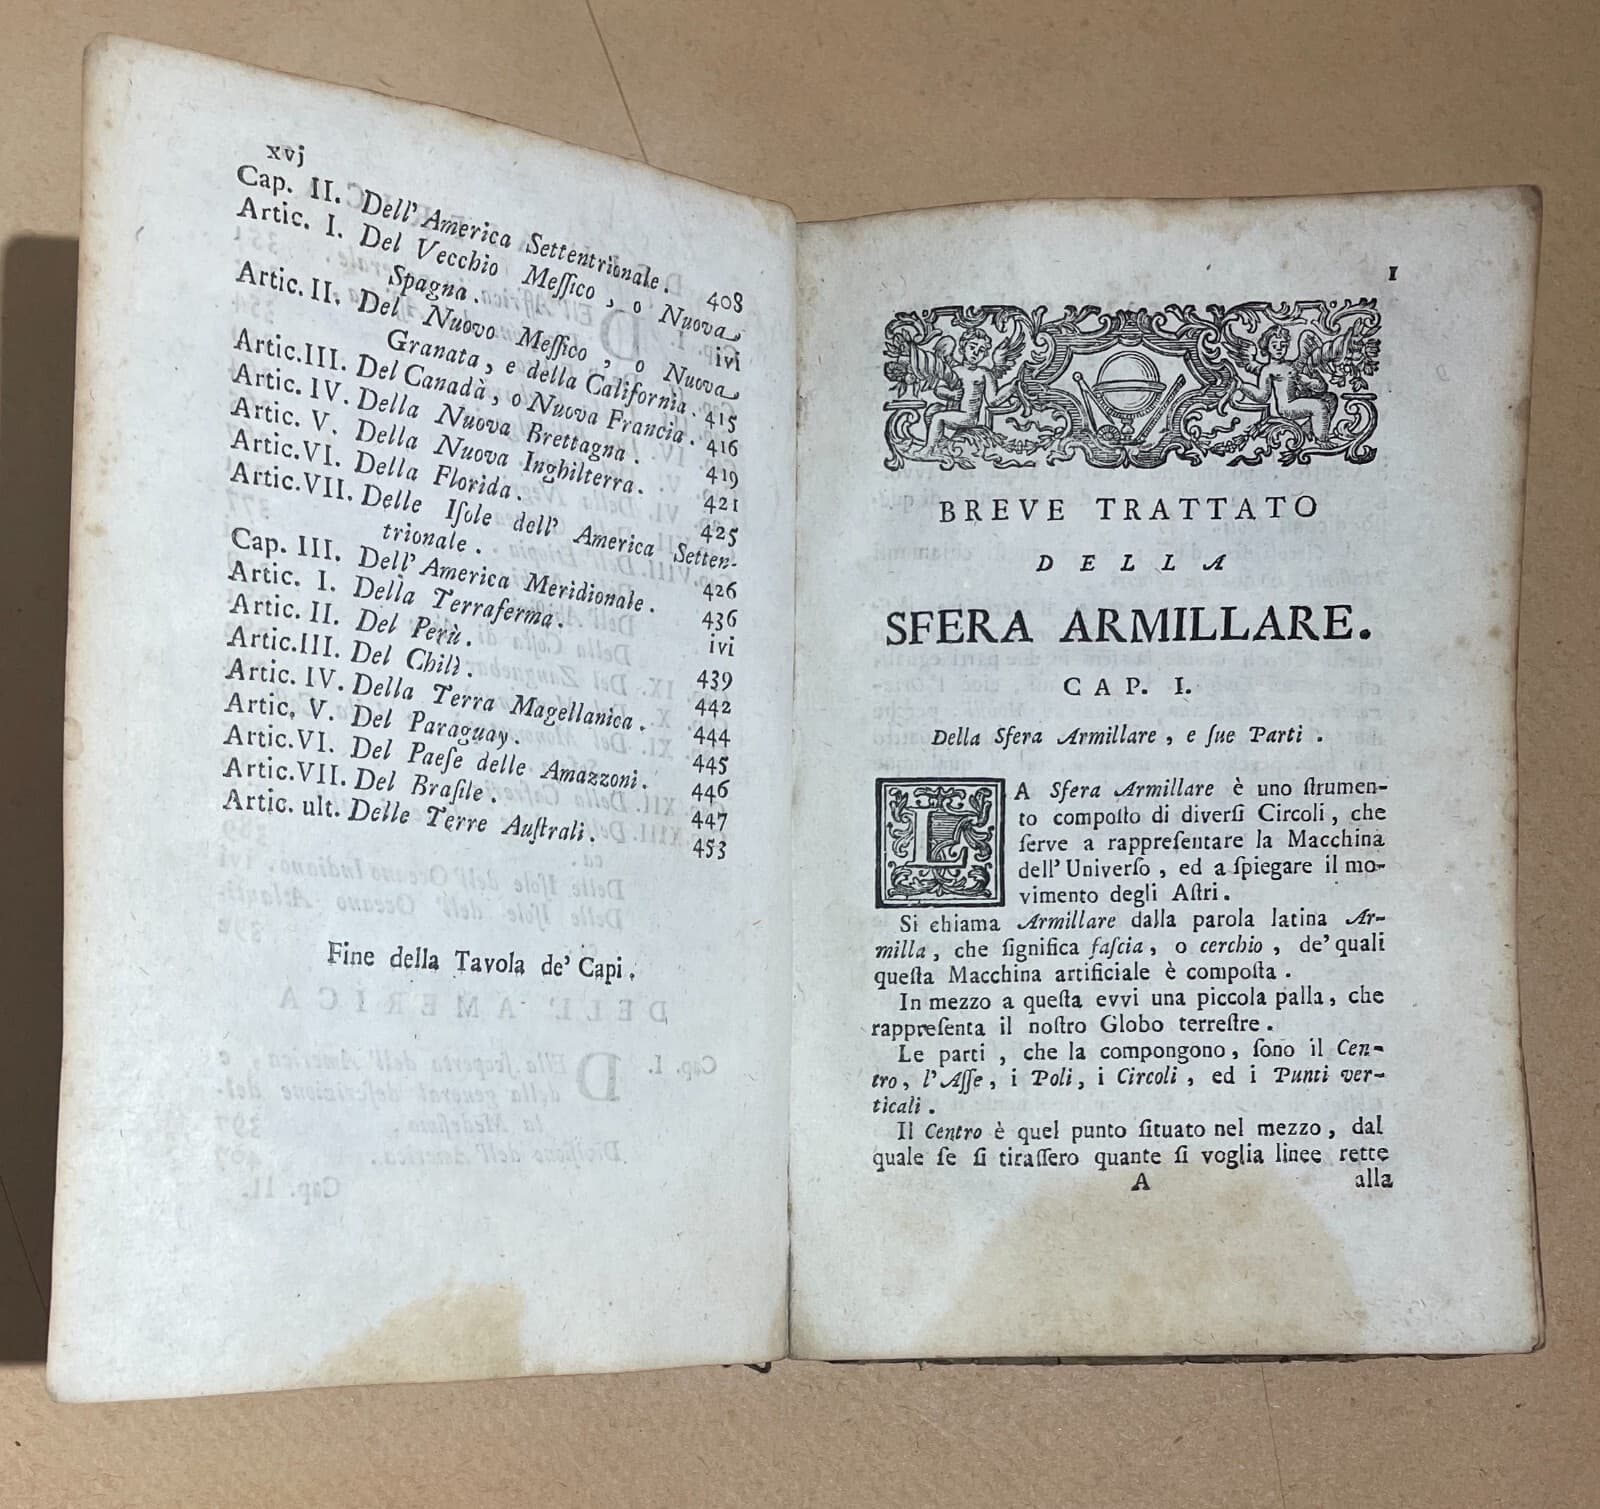 xvj
Cap. II. Dell' America Settentrionale. 408
Artic. I. Del Vecchio Meſſico, o Nuova
Spagna. ivi
Artic. II. Del Nuovo Meſſico, o Nuova
Granata, e della California. 415
Artic.III. Del Canadà, o Nuova Francia. 416
Artic. IV. Della Nuova Brettagna. 419
Artic. V. Della Nuova Inghilterra. 421
Artic.VI. Della Florida. 425
Artic.VII. Delle Iſole dell' America Setten-
trionale. 426
Cap. III. Dell' America Meridionale. 436
Artic. I. Della Terraferma. ivi
Artic. II. Del Perù. 439
Artic.III. Del Chilì. 442
Artic. IV. Della Terra Magellanica. 444
Artic. V. Del Paraguay. 445
Artic.VI. Del Paeſe delle Amazzoni. 446
Artic.VII. Del Braſile. 447
Artic. ult. Delle Terre Auſtrali. 453
Fine della Tavola de' Capi.
1
BREVE TRATTATO
DELLA
SFERA ARMILLARE.
CAP. I.
Della Sfera Armillare, e ſue Parti.
LA Sfera Armillare è uno ſtrumen-
to compoſto di diverſi Circoli, che
ſerve a rappreſentare la Macchina
dell' Univerſo, ed a ſpiegare il mo-
vimento degli Aſtri.
Si chiama Armillare dalla parola latina Ar-
milla, che ſignifica faſcia, o cerchio, de' quali
queſta Macchina artificiale è compoſta.
In mezzo a queſta evvi una piccola palla, che
rappreſenta il noſtro Globo terreſtre.
Le parti, che la compongono, ſono il Cen-
tro, l' Aſſe, i Poli, i Circoli, ed i Punti ver-
ticali.
Il Centro è quel punto ſituato nel mezzo, dal
quale ſe ſi tiraſſero quante ſi voglia linee rette
A alla